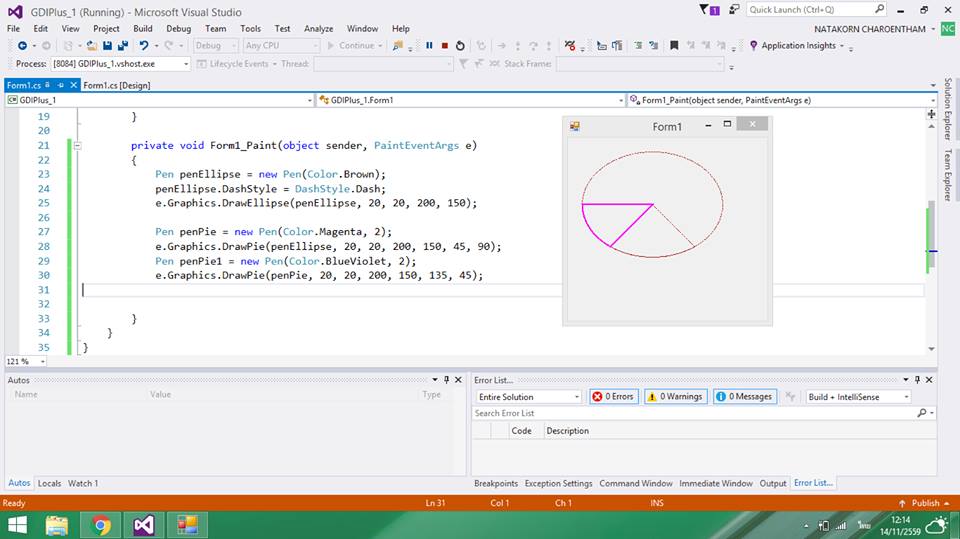 GDIPlus_1 (Running) - Microsoft Visual Studio
1
Quick Launch (Ctrl+Q)
File Edit View Project Build Debug Team Tools Test Analyze Window Help
NATAKORN CHAROENTHAM NC
Debug Any CPU Continue Application Insights
Process: [8084] GDIPlus_1.vshost.exe Lifecycle Events Thread: Stack Frame:
Form1.cs Form1.cs [Design]
GDIPlus_1 GDIPlus_1.Form1 Form1_Paint(object sender, PaintEventArgs e)
19 }
20
21 private void Form1_Paint(object sender, PaintEventArgs e)
22 {
23 Pen penEllipse = new Pen(Color.Brown);
24 penEllipse.DashStyle = DashStyle.Dash;
25 e.Graphics.DrawEllipse(penEllipse, 20, 20, 200, 150);
26
27 Pen penPie = new Pen(Color.Magenta, 2);
28 e.Graphics.DrawPie(penEllipse, 20, 20, 200, 150, 45, 90);
29 Pen penPie1 = new Pen(Color.BlueViolet, 2);
30 e.Graphics.DrawPie(penPie, 20, 20, 200, 150, 135, 45);
31
32
33 }
34 }
35 }
Form1
Solution Explorer
Team Explorer
121 %
Autos
Name Value Type
Autos Locals Watch 1
Error List...
Entire Solution 0 Errors 0 Warnings 0 Messages Build + IntelliSense
Search Error List
Code Description
Breakpoints Exception Settings Command Window Immediate Window Output Error List...
Ready Ln 31 Col 1 Ch 1 INS Publish
ไทย
12:14
14/11/2559